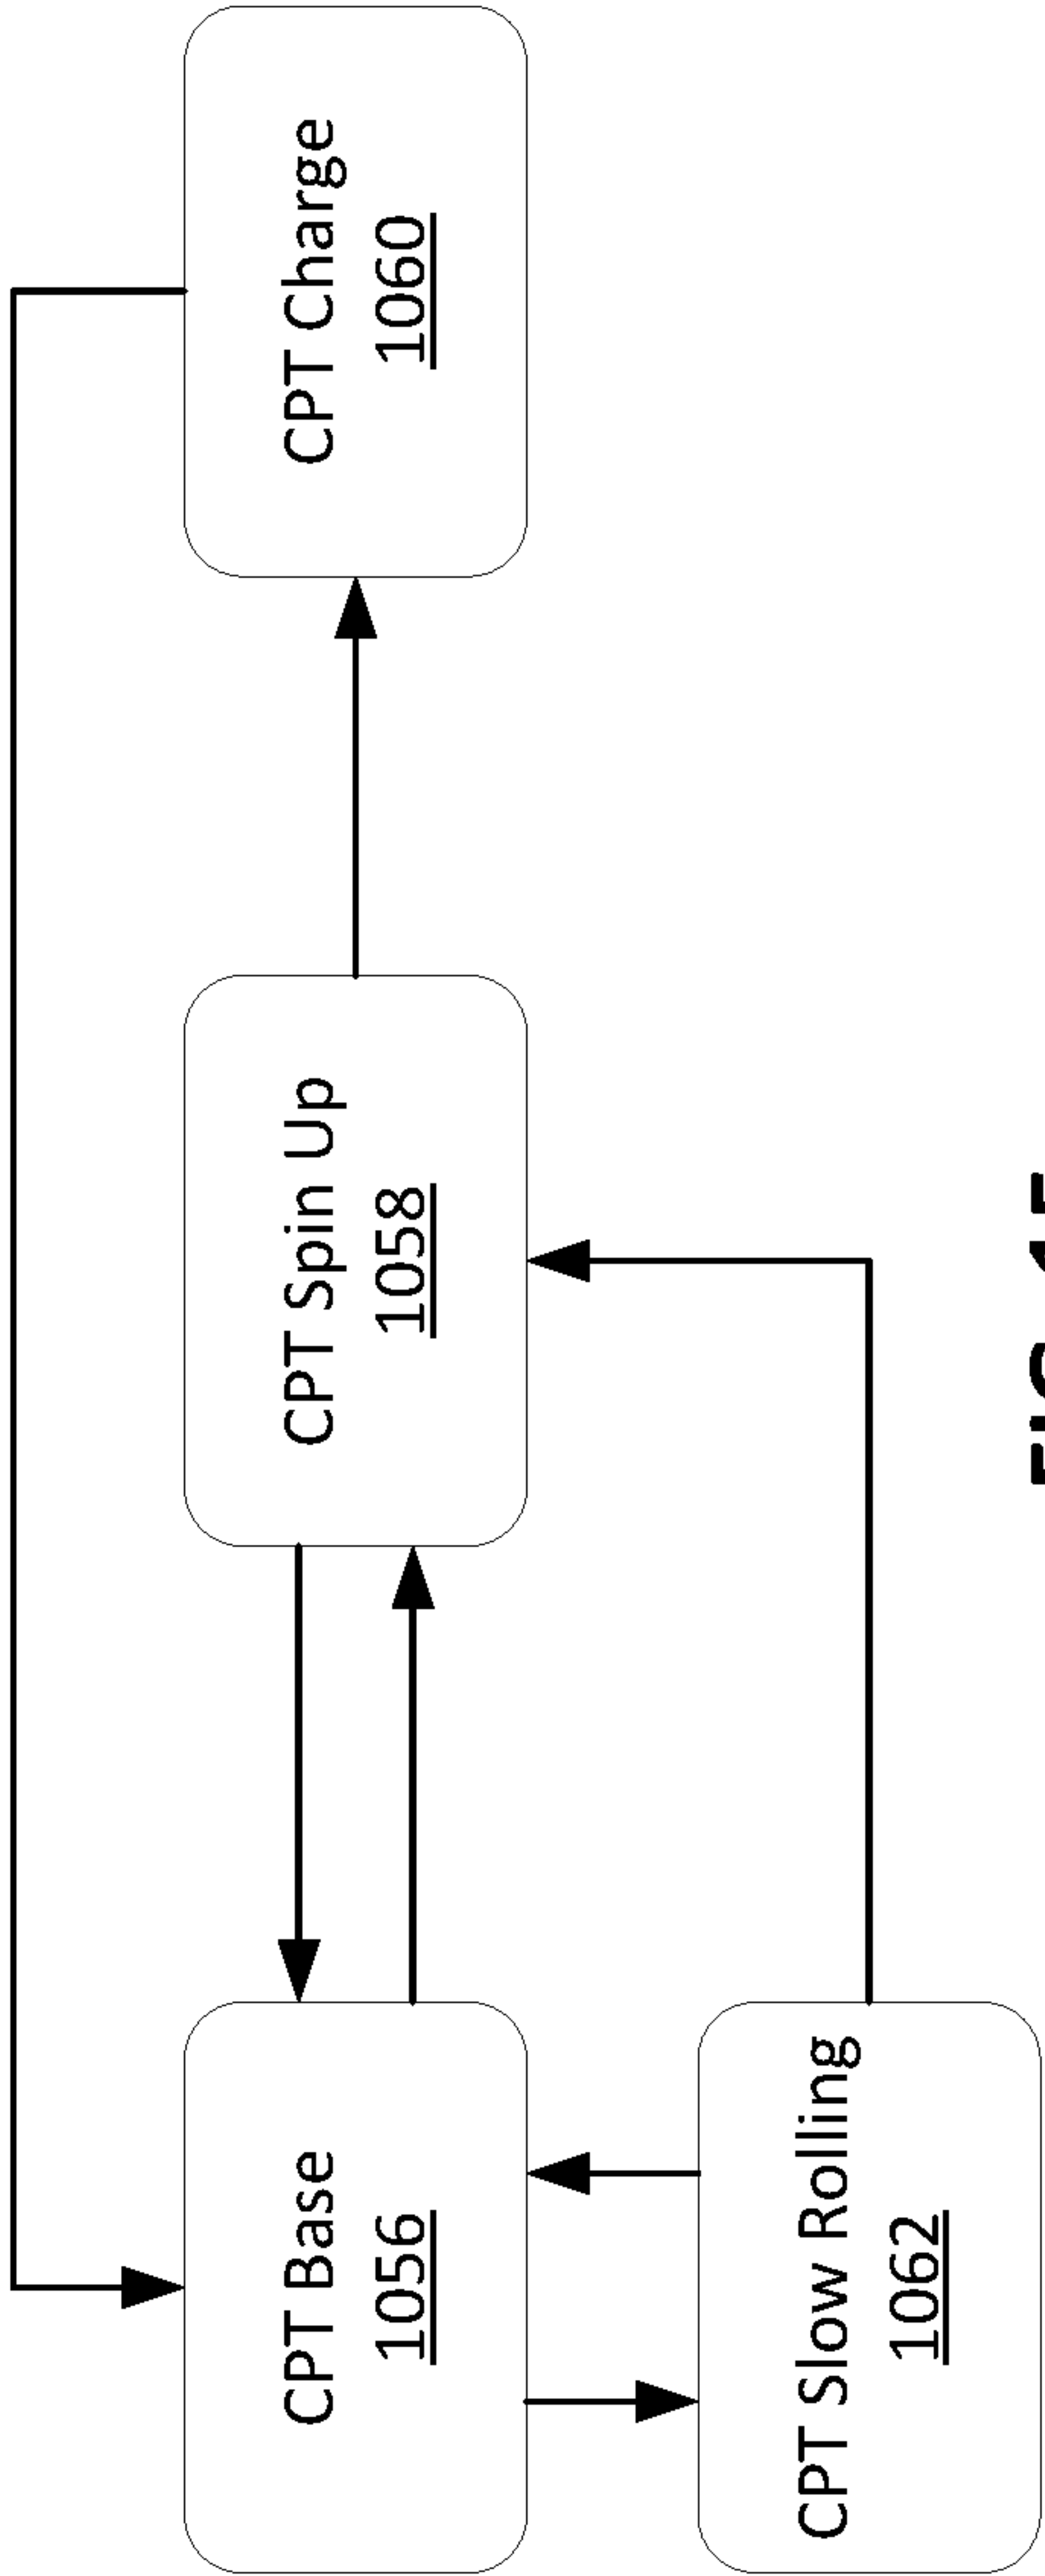 CPT Base
1056
CPT Spin Up
1058
CPT Charge
1060
CPT Slow Rolling
1062